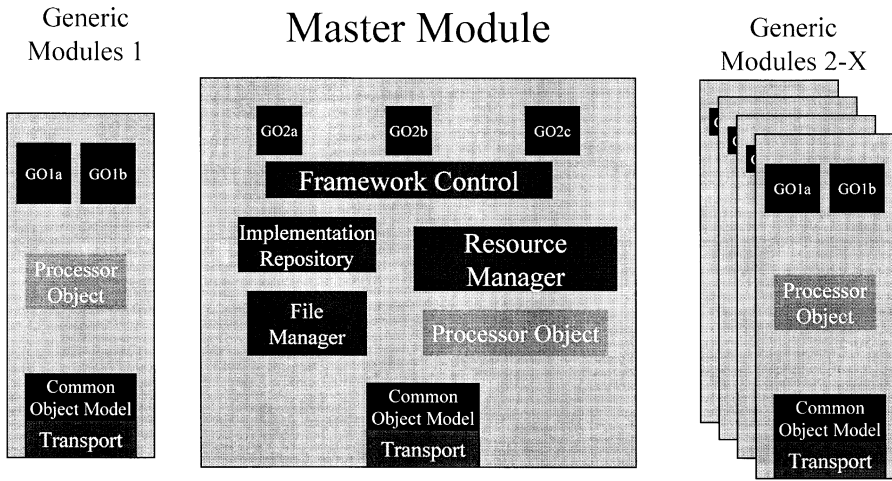 Generic
Modules 1
Master Module
Generic
Modules 2-X
GO1a
GO1b
Processor
Object
Common
Object Model
Transport
GO2a
GO2b
GO2c
Framework Control
Implementation
Repository
Resource
Manager
File
Manager
Processor Object
Common
Object Model
Transport
GO1a
GO1b
Processor
Object
Common
Object Model
Transport